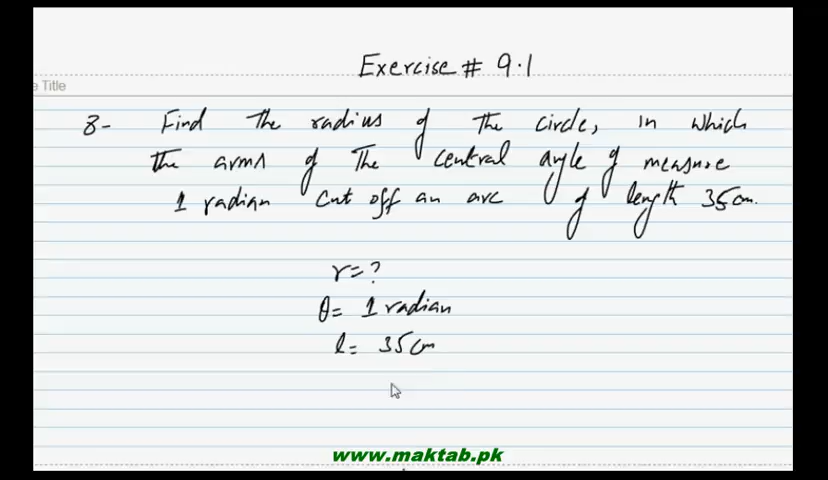 Exercise # 9.1
e Title
8- Find the radius of the circle, in which
the arms of the central angle of measure
1 radian cut off an arc of length 35cm.
r=?
θ= 1 radian
l= 35cm
www.maktab.pk